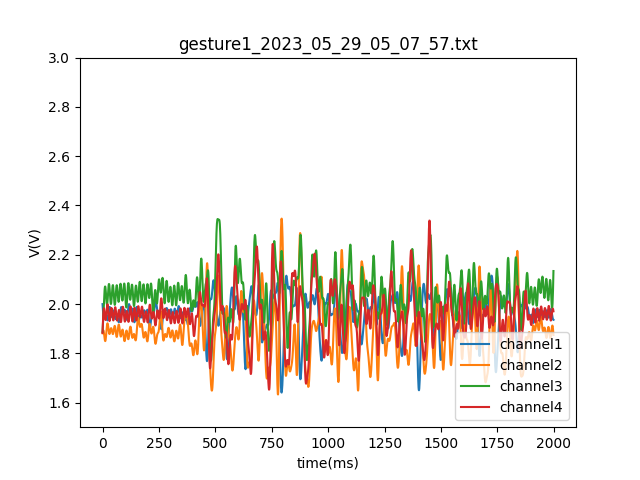 gesture1_2023_05_29_05_07_57.txt
3.0
2.8
2.6
2.4
2.2
2.0
1.8
1.6
V(V)
channel1
channel2
channel3
channel4
0 250 500 750 1000 1250 1500 1750 2000
time(ms)